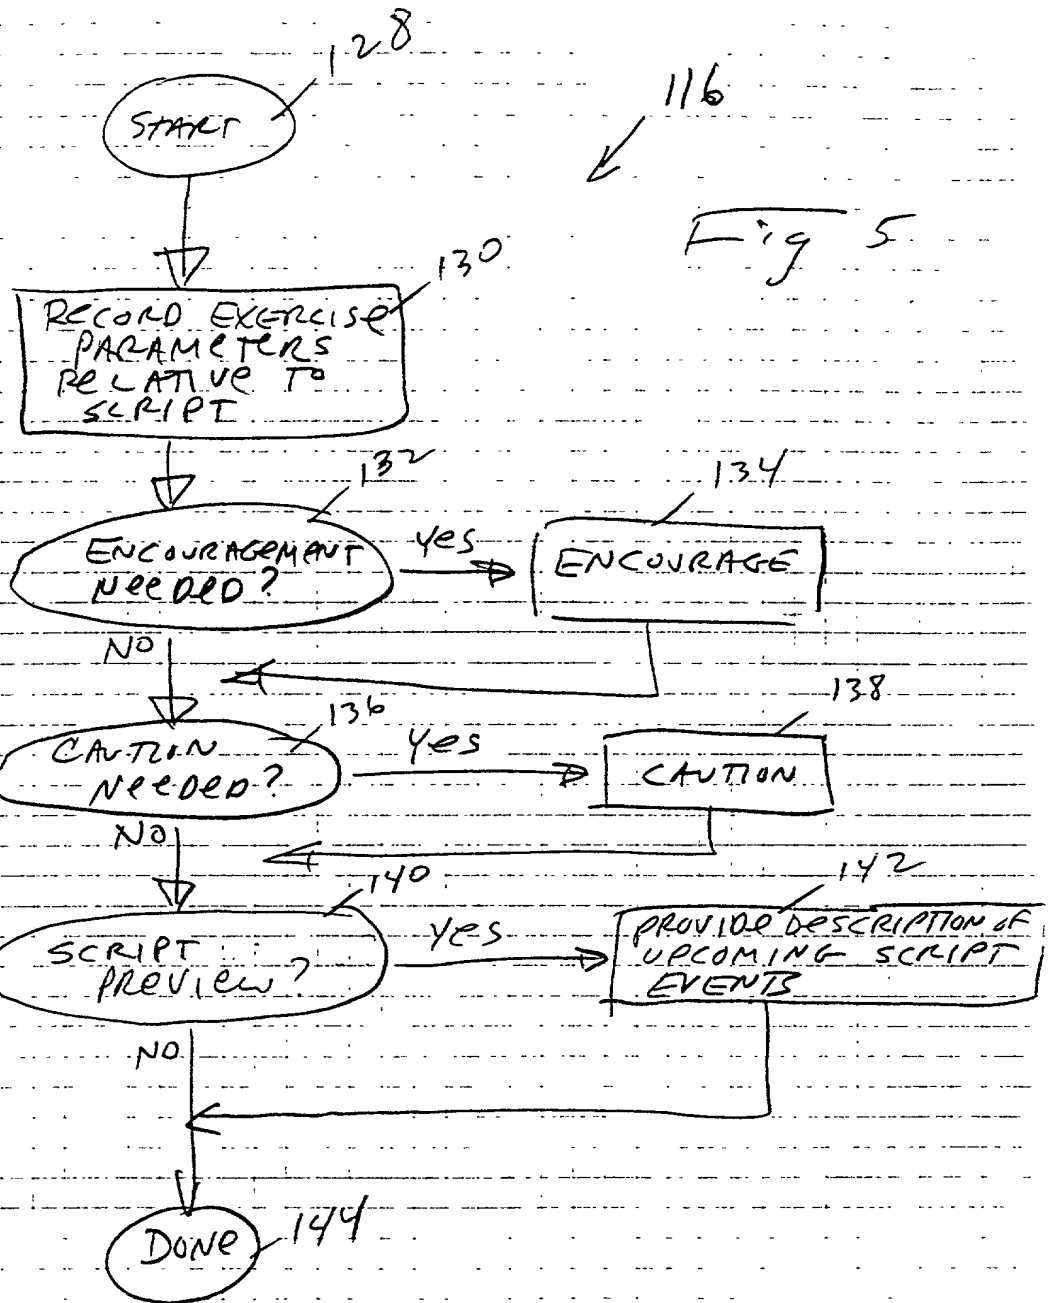 128
START
116
Fig 5
130
RECORD EXERCISE
PARAMETERS
RELATIVE TO
SCRIPT
132
134
ENCOURAGEMENT
NEEDED?
yes
ENCOURAGE
NO
136
138
CAUTION
NEEDED?
yes
CAUTION
NO
140
142
SCRIPT
PREVIEW?
yes
PROVIDE DESCRIPTION OF
UPCOMING SCRIPT
EVENTS
NO
DONE
144